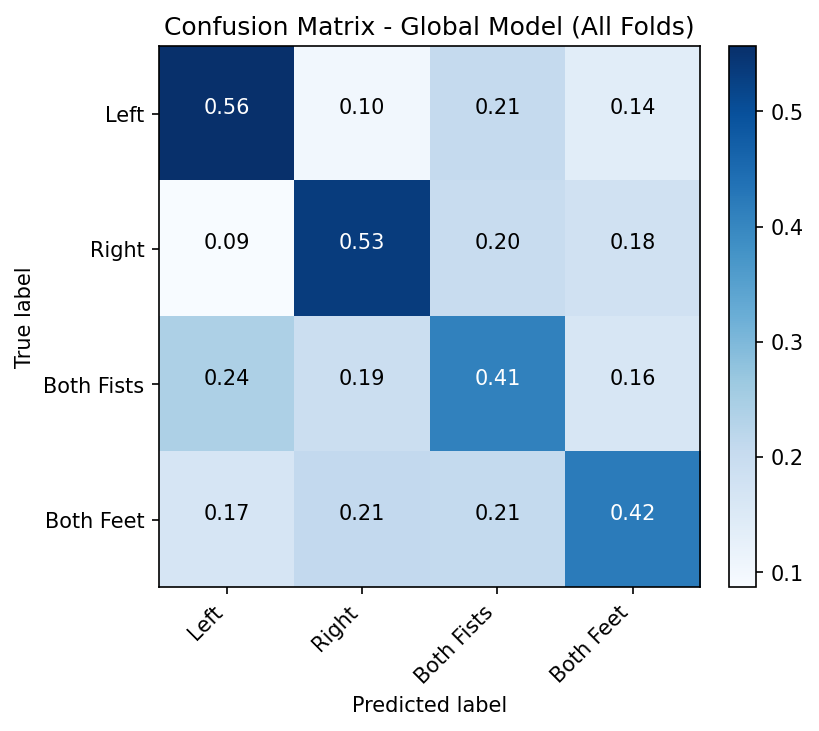 Confusion Matrix - Global Model (All Folds)
Left 0.56 0.10 0.21 0.14
Right 0.09 0.53 0.20 0.18
Both Fists 0.24 0.19 0.41 0.16
Both Feet 0.17 0.21 0.21 0.42
True label
Left Right Both Fists Both Feet
Predicted label
0.5
0.4
0.3
0.2
0.1